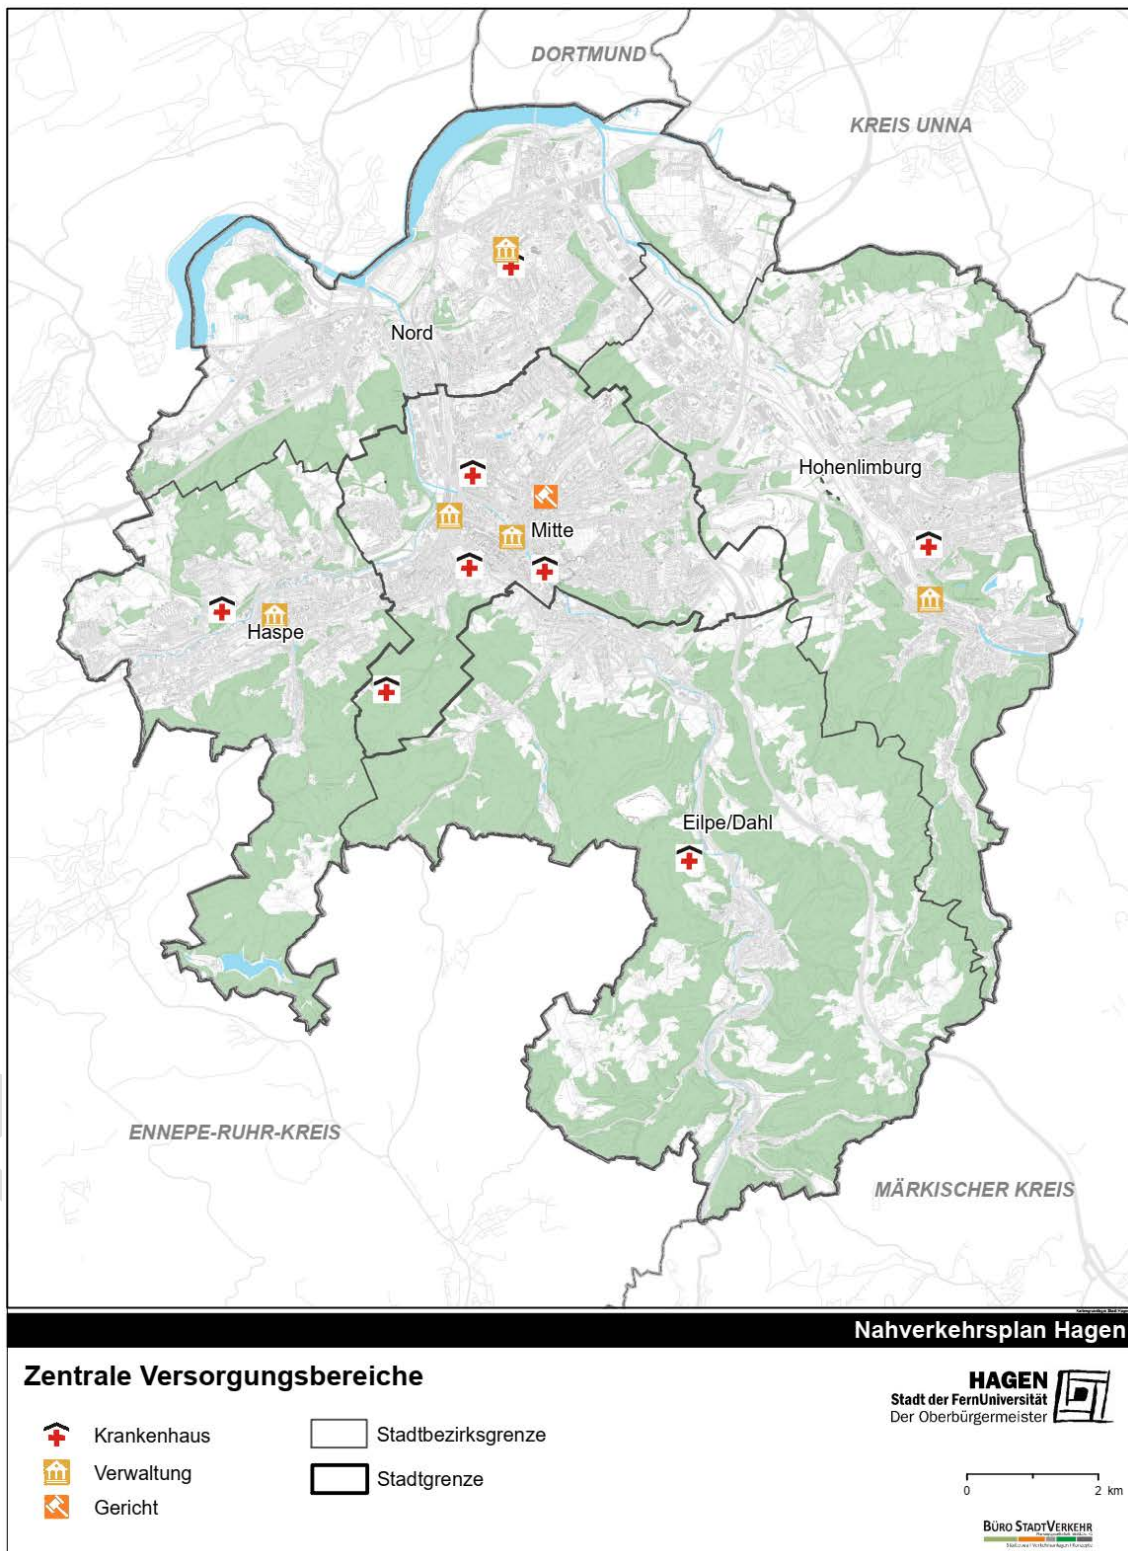 DORTMUND
KREIS UNNA
Nord
Hohenlimburg
Mitte
Haspe
Eilpe/Dahl
ENNEPE-RUHR-KREIS
MÄRKISCHER KREIS
Nahverkehrsplan Hagen
Zentrale Versorgungsbereiche
Krankenhaus
Verwaltung
Gericht
Stadtbezirksgrenze
Stadtgrenze
HAGEN
Stadt der FernUniversität
Der Oberbürgermeister
0 2 km
BÜRO STADTVERKEHR